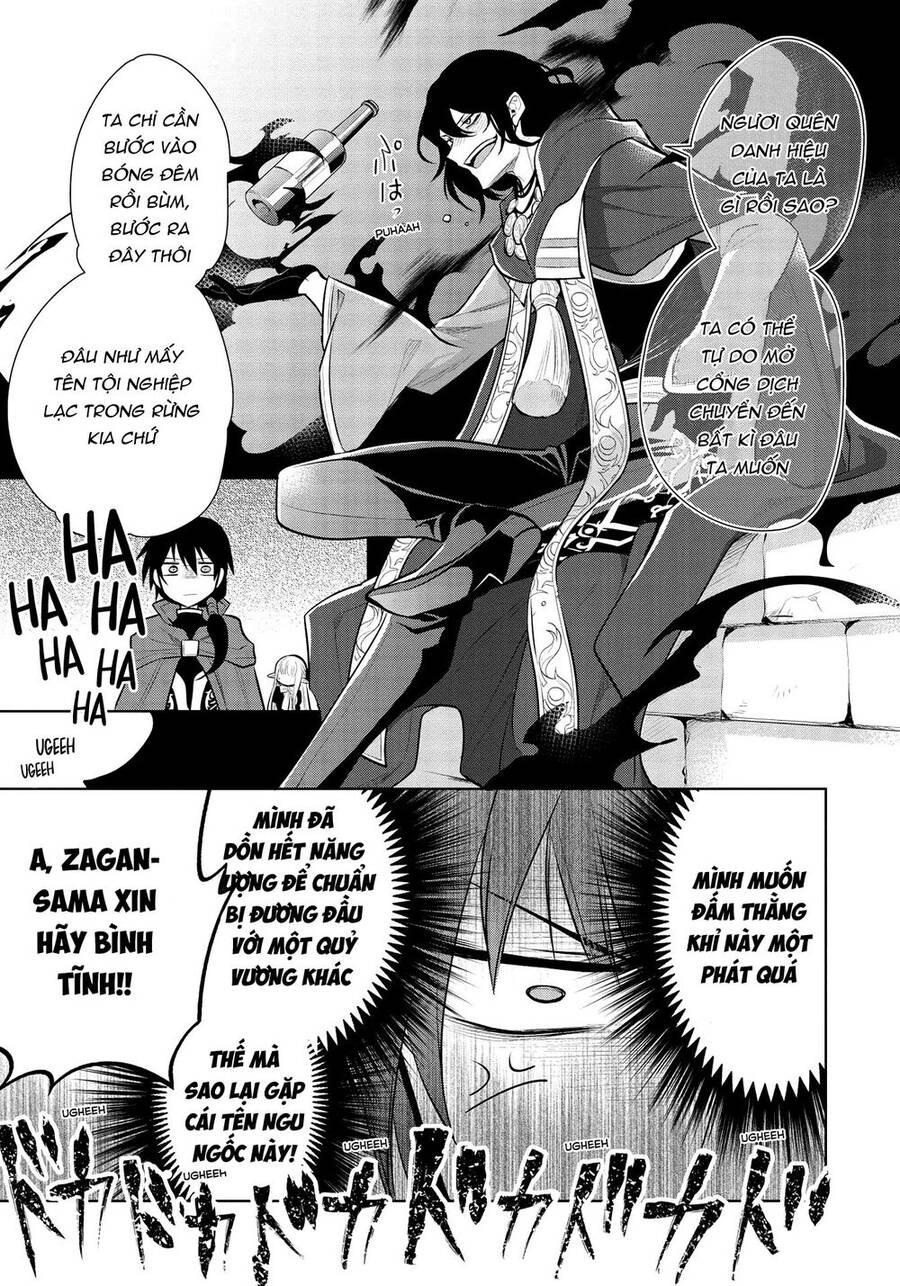 NGƯƠI QUÊN
DANH HIỆU
CỦA TA LÀ
GÌ RỒI SAO?
TA CÓ THỂ
TỰ DO MỞ
CỔNG DỊCH
CHUYỂN ĐẾN
BẤT KÌ ĐÂU
TA MUỐN
ぷはっ
PUHAAH
TA CHỈ CẦN
BƯỚC VÀO
BÓNG ĐÊM
RỒI BÙM,
BƯỚC RA
ĐÂY THÔI
ĐÂU NHƯ MẤY
TÊN TỘI NGHIỆP
LẠC TRONG RỪNG
KIA CHỨ
HA
HA
HA
HA
HA
HA
UGEEH
UGEEH
MÌNH MUỐN
ĐẤM THẰNG
KHỈ NÀY MỘT
PHÁT QUÁ
MÌNH ĐÃ
DỒN HẾT NĂNG
LƯỢNG ĐỂ CHUẨN
BỊ ĐƯƠNG ĐẦU
VỚI MỘT QUỶ
VƯƠNG KHÁC
THẾ MÀ
SAO LẠI GẶP
CÁI TÊN NGU
NGỐC NÀY!
A, ZAGAN-
SAMA XIN
HÃY BÌNH
TĨNH!!
UGHEEH
UGHEEH
UGHEEH
UGHEEH
UGHEEH